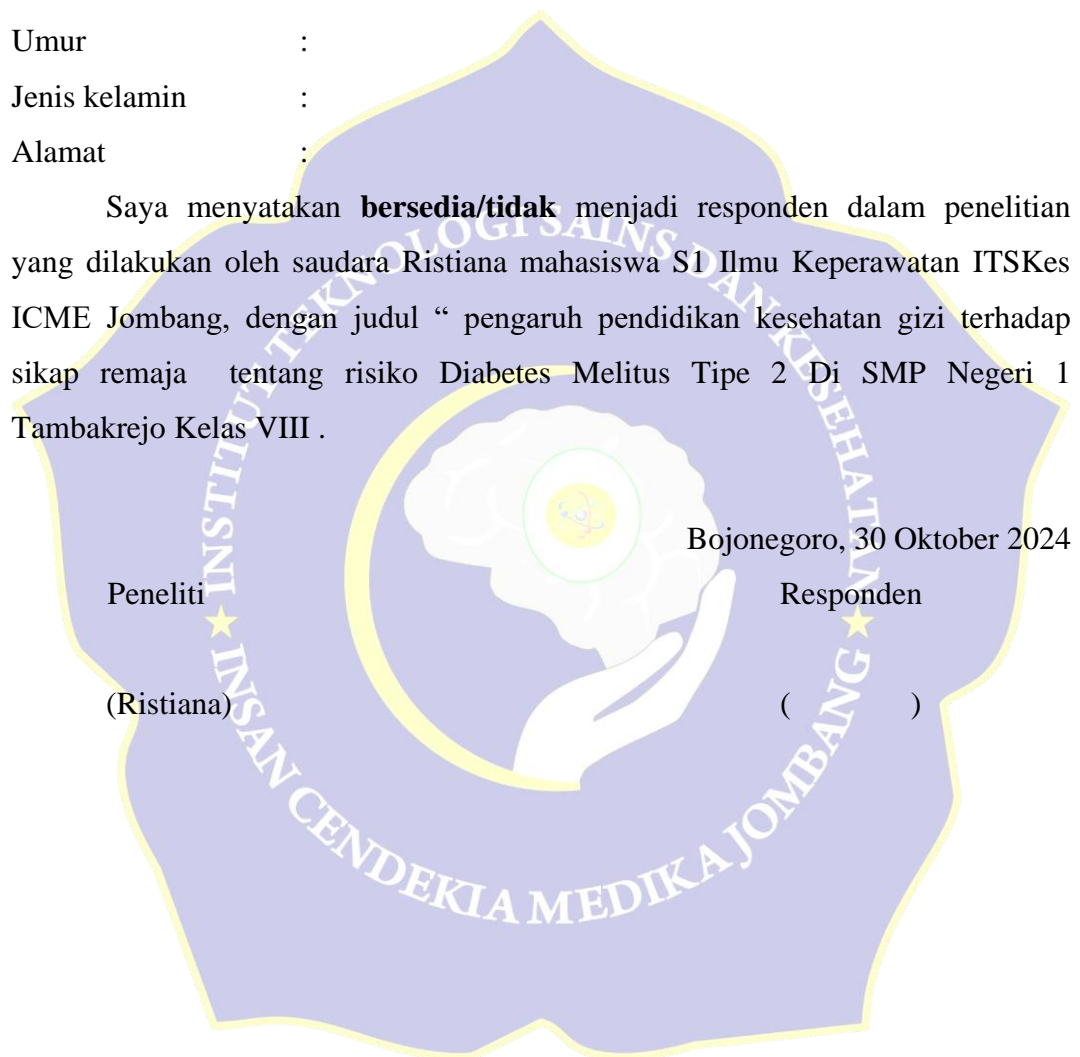 Umur :
Jenis kelamin :
Alamat :
Saya menyatakan bersedia/tidak menjadi responden dalam penelitian
yang dilakukan oleh saudara Ristiana mahasiswa S1 Ilmu Keperawatan ITSKes
ICME Jombang, dengan judul “ pengaruh pendidikan kesehatan gizi terhadap
sikap remaja tentang risiko Diabetes Melitus Tipe 2 Di SMP Negeri 1
Tambakrejo Kelas VIII .
Bojonegoro, 30 Oktober 2024
Peneliti Responden
(Ristiana) ( )
INSTITUT TEKNOLOGI SAINS DAN KESEHATAN
INSAN CENDEKIA MEDIKA JOMBANG